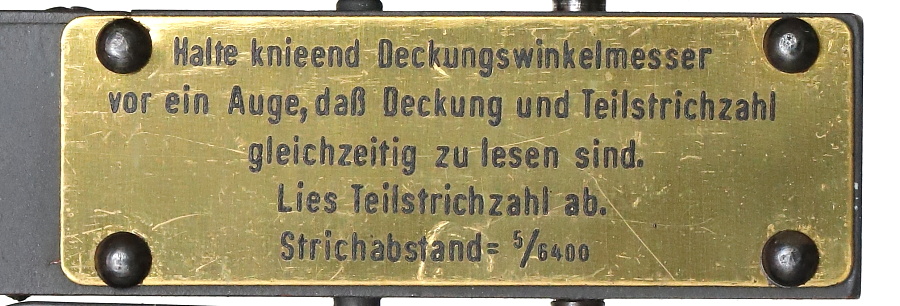 Halte knieend Deckungswinkelmesser
vor ein Auge, daß Deckung und Teilstrichzahl
gleichzeitig zu lesen sind.
Lies Teilstrichzahl ab.
Strichabstand = 5/6400